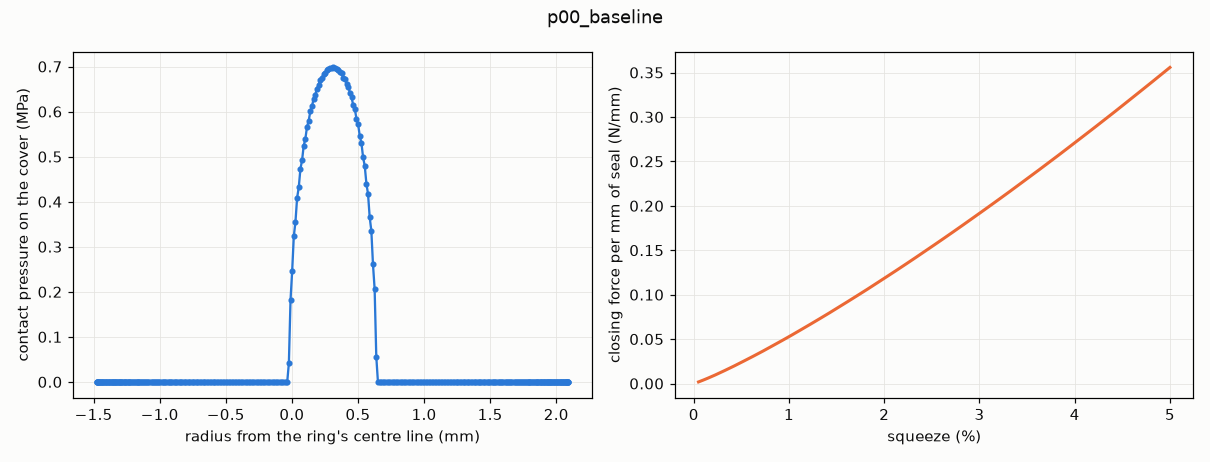 p00_baseline
contact pressure on the cover (MPa)
0.7
0.6
0.5
0.4
0.3
0.2
0.1
0.0
−1.5 −1.0 −0.5 0.0 0.5 1.0 1.5 2.0
radius from the ring's centre line (mm)
closing force per mm of seal (N/mm)
0.35
0.30
0.25
0.20
0.15
0.10
0.05
0.00
0 1 2 3 4 5
squeeze (%)